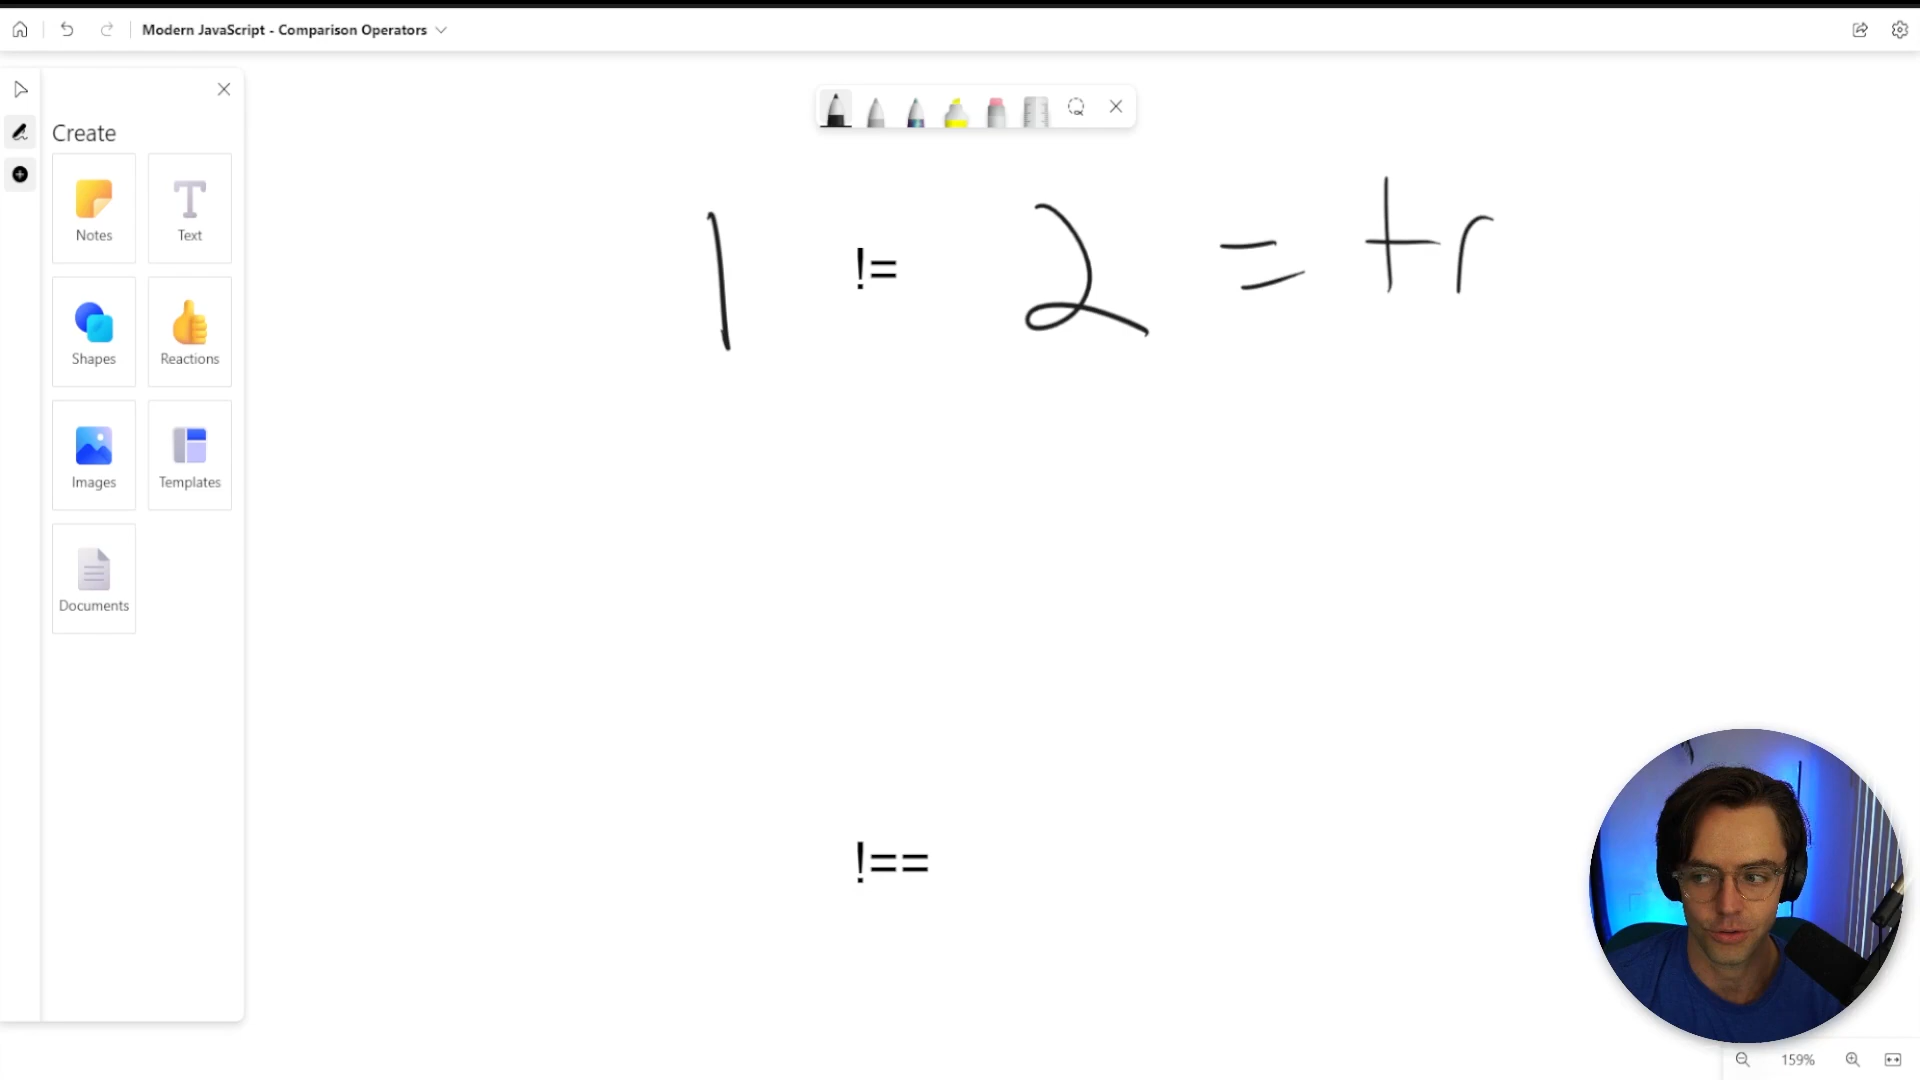 Modern JavaScript - Comparison Operators
Create
Notes
Text
Shapes
Reactions
Images
Templates
Documents
1 != 2 = tr
!==
159%